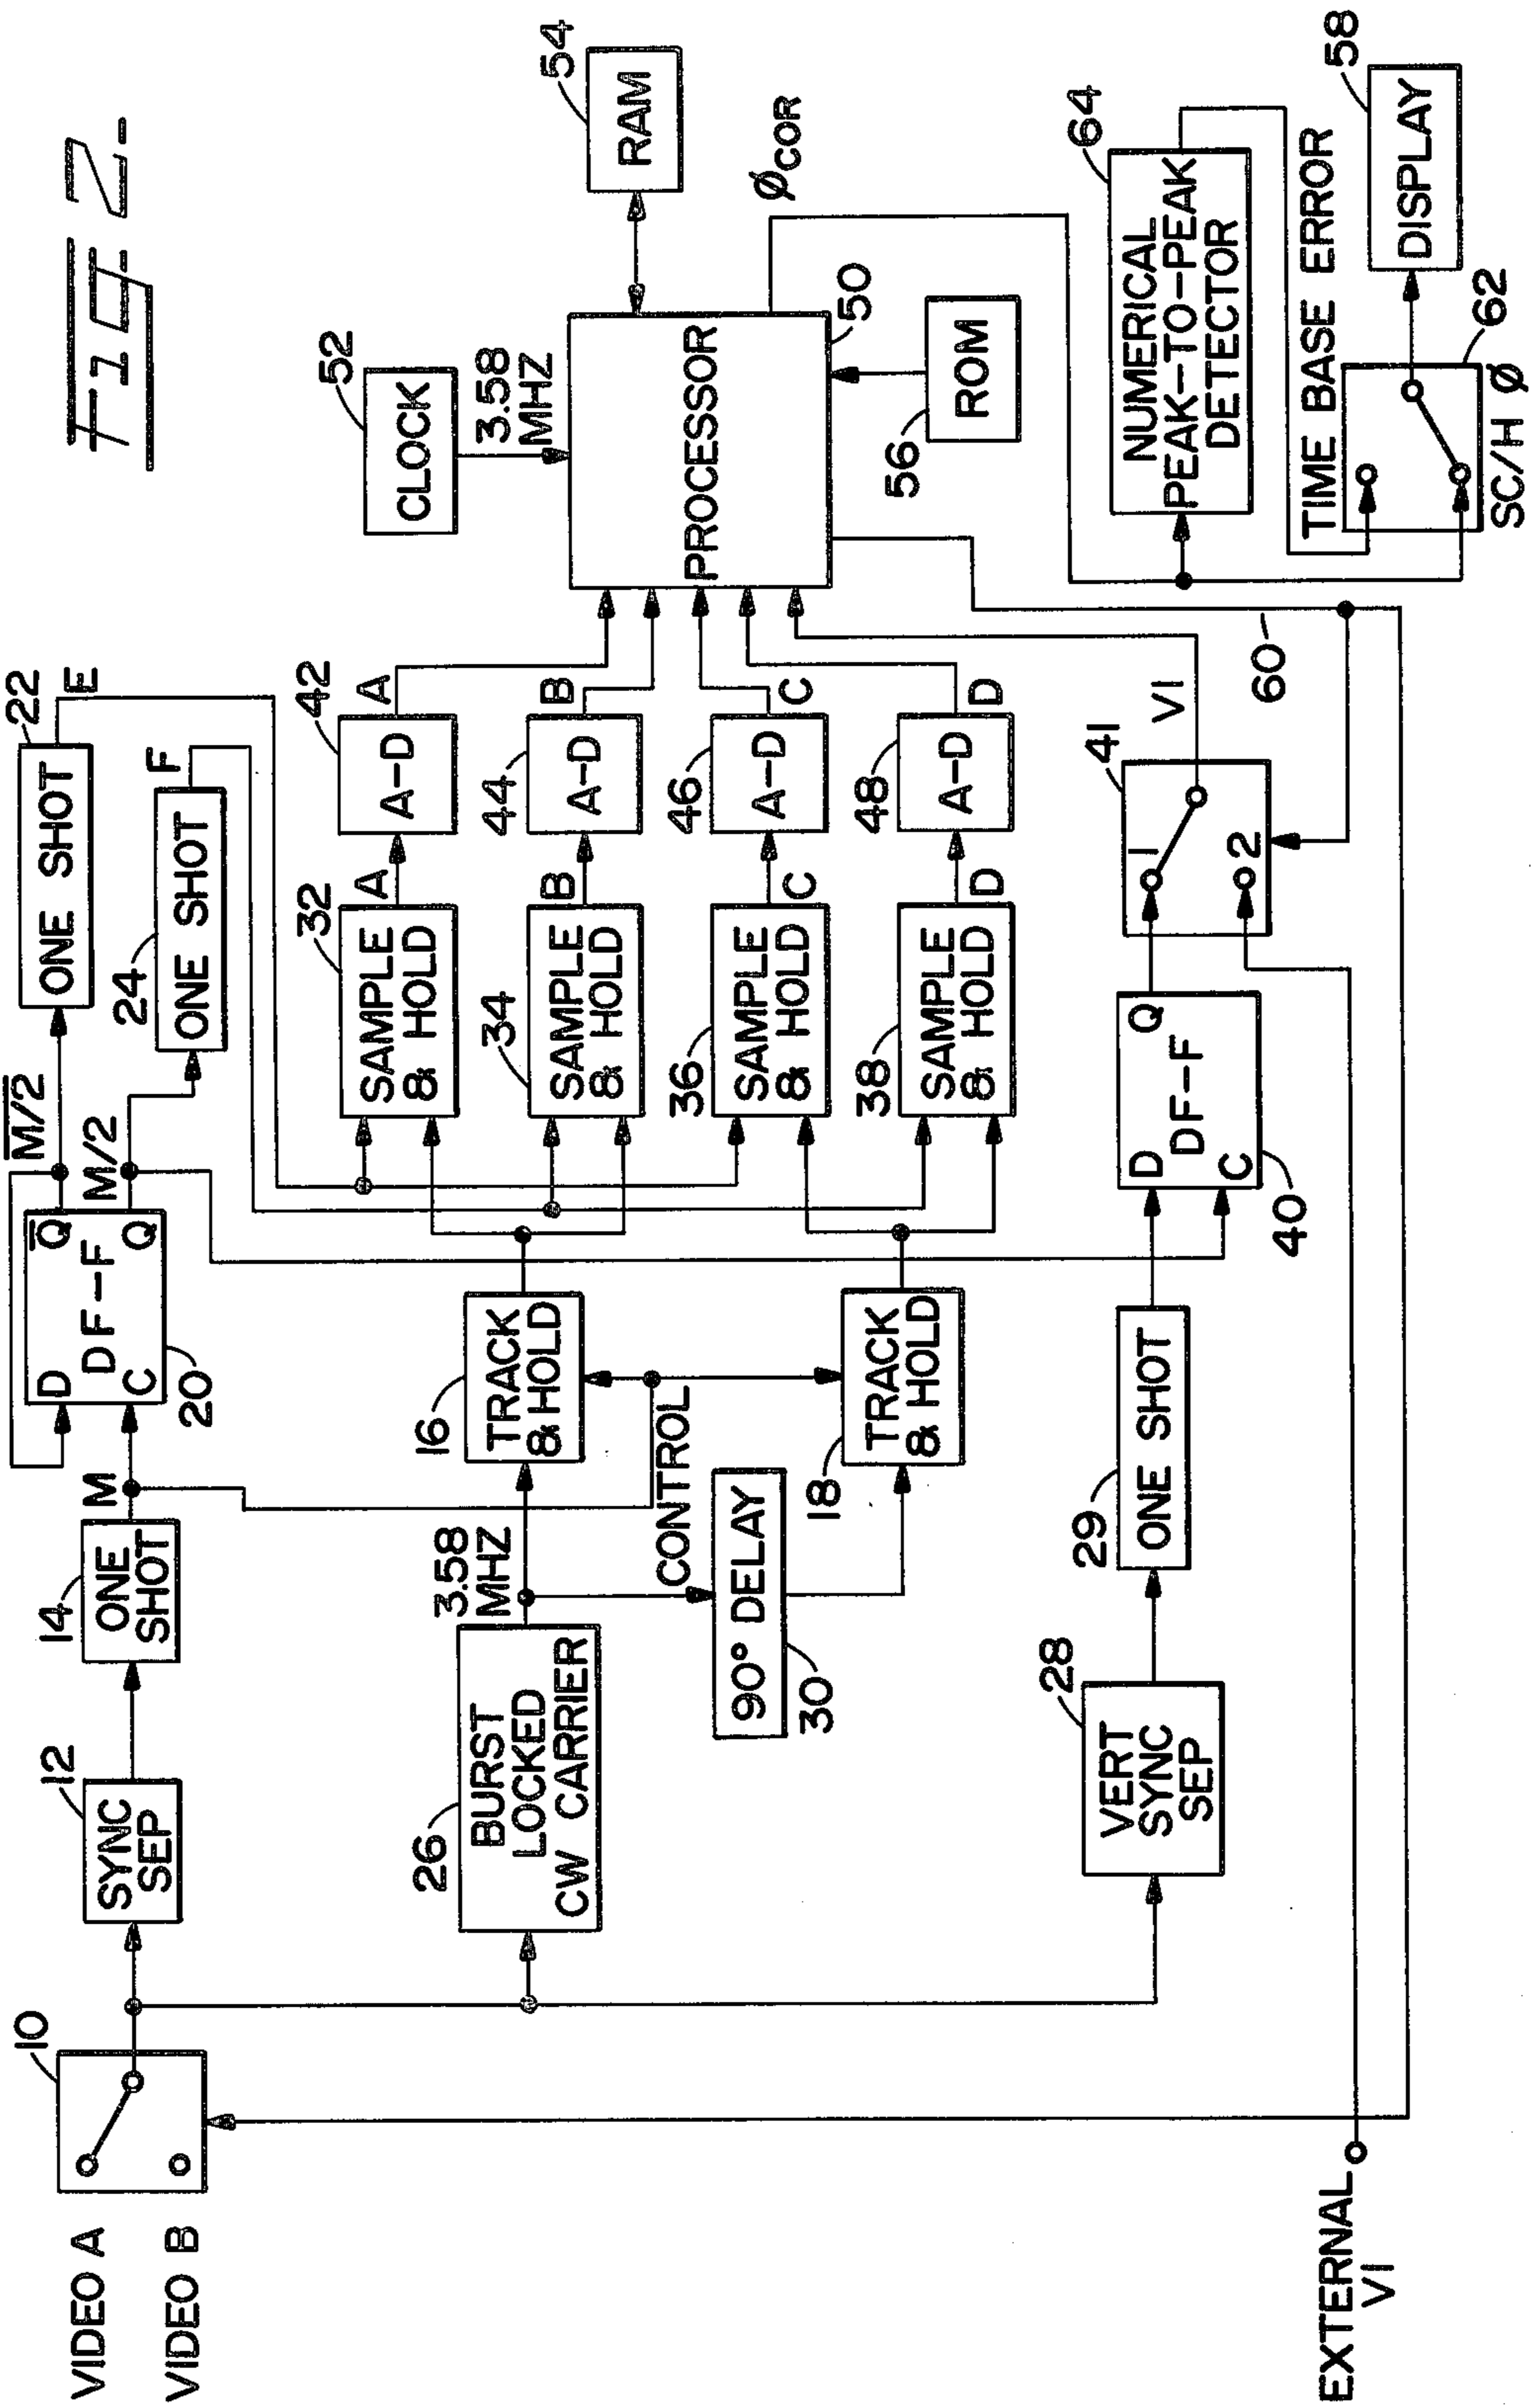 FIG. 2.
VIDEO A
VIDEO B
10
12
SYNC
SEP
14
ONE
SHOT
M
D
Q̅
DF-F
C
Q
20
M̅/̅2̅
M/2
22
ONE SHOT
E
24
ONE SHOT
F
26
BURST
LOCKED
CW CARRIER
3.58
MHZ
CONTROL
16
TRACK
& HOLD
90° DELAY
30
18
TRACK
& HOLD
32
SAMPLE
& HOLD
A
42
A-D
A
34
SAMPLE
& HOLD
B
44
A-D
B
36
SAMPLE
& HOLD
C
46
A-D
C
38
SAMPLE
& HOLD
D
48
A-D
D
28
VERT
SYNC
SEP
29
ONE SHOT
D
Q
DF-F
C
40
41
1
2
VI
60
EXTERNAL
VI
52
CLOCK
3.58
MHZ
PROCESSOR
50
54
RAM
56
ROM
ØCOR
64
NUMERICAL
PEAK-TO-PEAK
DETECTOR
TIME BASE ERROR
62
SC/H Ø
58
DISPLAY